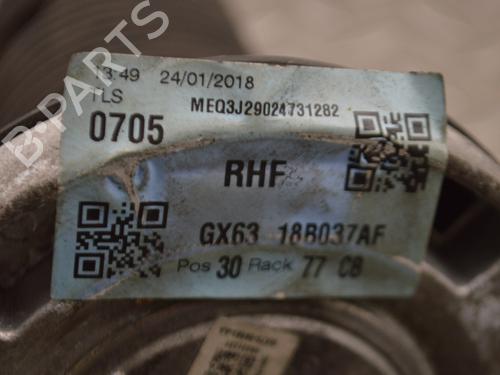 B-PARTS
13:49 24/01/2018
TLS
MEQ3J29024731282
0705
RHF
GX63 18B037AF
Pos 30 Rack 77 C8